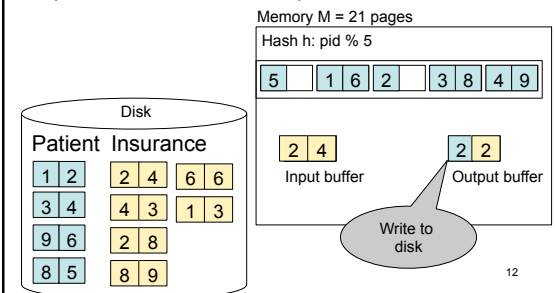 Memory M = 21 pages
Hash h: pid % 5
5 1 6 2 3 8 4 9
Disk
Patient Insurance
1 2 2 4 6 6
3 4 4 3 1 3
9 6 2 8
8 5 8 9
2 4
Input buffer
2 2
Output buffer
Write to
disk
12